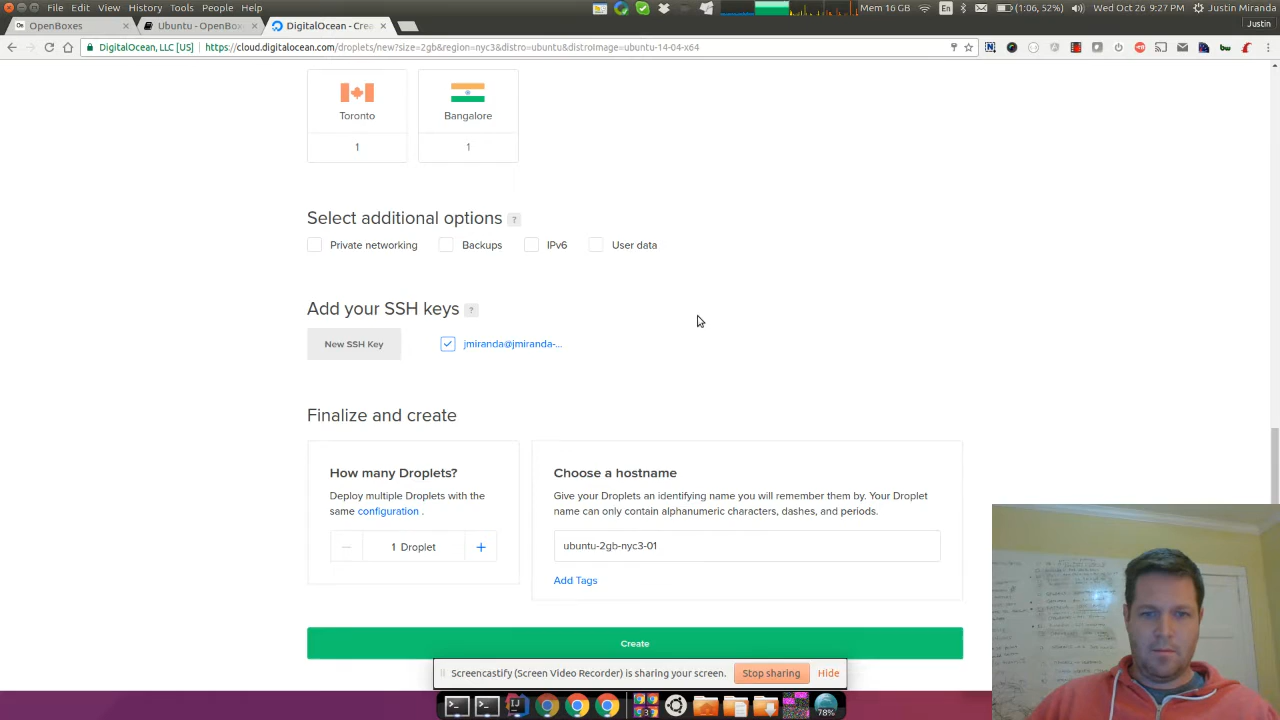 File Edit View History Tools People Help
Mem 16 GB
(1:06, 52%)
Wed Oct 26 9:27 PM
Justin Miranda
OpenBoxes
Ubuntu - OpenBox
DigitalOcean - Crea
Justin
DigitalOcean, LLC [US]
https://cloud.digitalocean.com/droplets/new?size=2gb&region=nyc3&distro=ubuntu&distroImage=ubuntu-14-04-x64
Toronto
Bangalore
1
1
Select additional options ?
Private networking
Backups
IPv6
User data
Add your SSH keys ?
New SSH Key
jmiranda@jmiranda-...
Finalize and create
How many Droplets?
Deploy multiple Droplets with the
same configuration .
1 Droplet
Choose a hostname
Give your Droplets an identifying name you will remember them by. Your Droplet
name can only contain alphanumeric characters, dashes, and periods.
ubuntu-2gb-nyc3-01
Add Tags
Create
Screencastify (Screen Video Recorder) is sharing your screen.
Stop sharing
Hide
78%